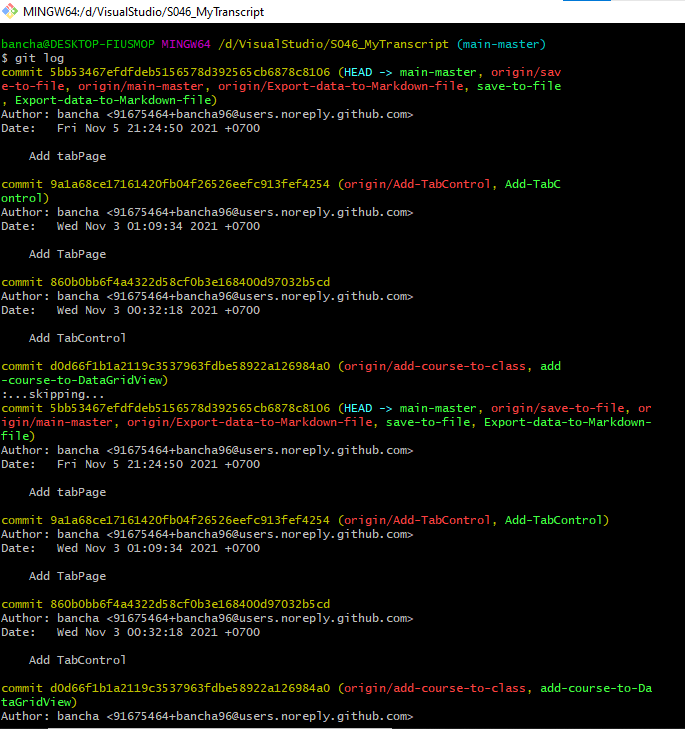 MINGW64:/d/VisualStudio/S046_MyTranscript
bancha@DESKTOP-FIUSMOP MINGW64 /d/VisualStudio/S046_MyTranscript (main-master)
$ git log
commit 5bb53467efdfdeb5156578d392565cb6878c8106 (HEAD -> main-master, origin/sav
e-to-file, origin/main-master, origin/Export-data-to-Markdown-file, save-to-file
, Export-data-to-Markdown-file)
Author: bancha <91675464+bancha96@users.noreply.github.com>
Date:   Fri Nov 5 21:24:50 2021 +0700

    Add tabPage

commit 9a1a68ce17161420fb04f26526eefc913fef4254 (origin/Add-TabControl, Add-TabC
ontrol)
Author: bancha <91675464+bancha96@users.noreply.github.com>
Date:   Wed Nov 3 01:09:34 2021 +0700

    Add TabPage

commit 860b0bb6f4a4322d58cf0b3e168400d97032b5cd
Author: bancha <91675464+bancha96@users.noreply.github.com>
Date:   Wed Nov 3 00:32:18 2021 +0700

    Add TabControl

commit d0d66f1b1a2119c3537963fdbe58922a126984a0 (origin/add-course-to-class, add
-course-to-DataGridView)
:...skipping...
commit 5bb53467efdfdeb5156578d392565cb6878c8106 (HEAD -> main-master, origin/save-to-file, or
igin/main-master, origin/Export-data-to-Markdown-file, save-to-file, Export-data-to-Markdown-
file)
Author: bancha <91675464+bancha96@users.noreply.github.com>
Date:   Fri Nov 5 21:24:50 2021 +0700

    Add tabPage

commit 9a1a68ce17161420fb04f26526eefc913fef4254 (origin/Add-TabControl, Add-TabControl)
Author: bancha <91675464+bancha96@users.noreply.github.com>
Date:   Wed Nov 3 01:09:34 2021 +0700

    Add TabPage

commit 860b0bb6f4a4322d58cf0b3e168400d97032b5cd
Author: bancha <91675464+bancha96@users.noreply.github.com>
Date:   Wed Nov 3 00:32:18 2021 +0700

    Add TabControl

commit d0d66f1b1a2119c3537963fdbe58922a126984a0 (origin/add-course-to-class, add-course-to-Da
taGridView)
Author: bancha <91675464+bancha96@users.noreply.github.com>